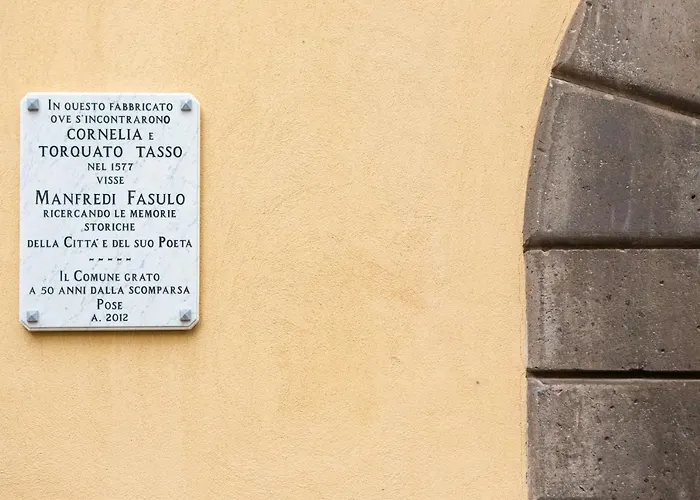 In questo fabbricato
ove s'incontrarono
CORNELIA e
TORQUATO TASSO
nel 1577
visse
Manfredi Fasulo
ricercando le memorie
storiche
della Citta' e del suo Poeta
~~~~~
Il Comune grato
a 50 anni dalla scomparsa
Pose
A. 2012